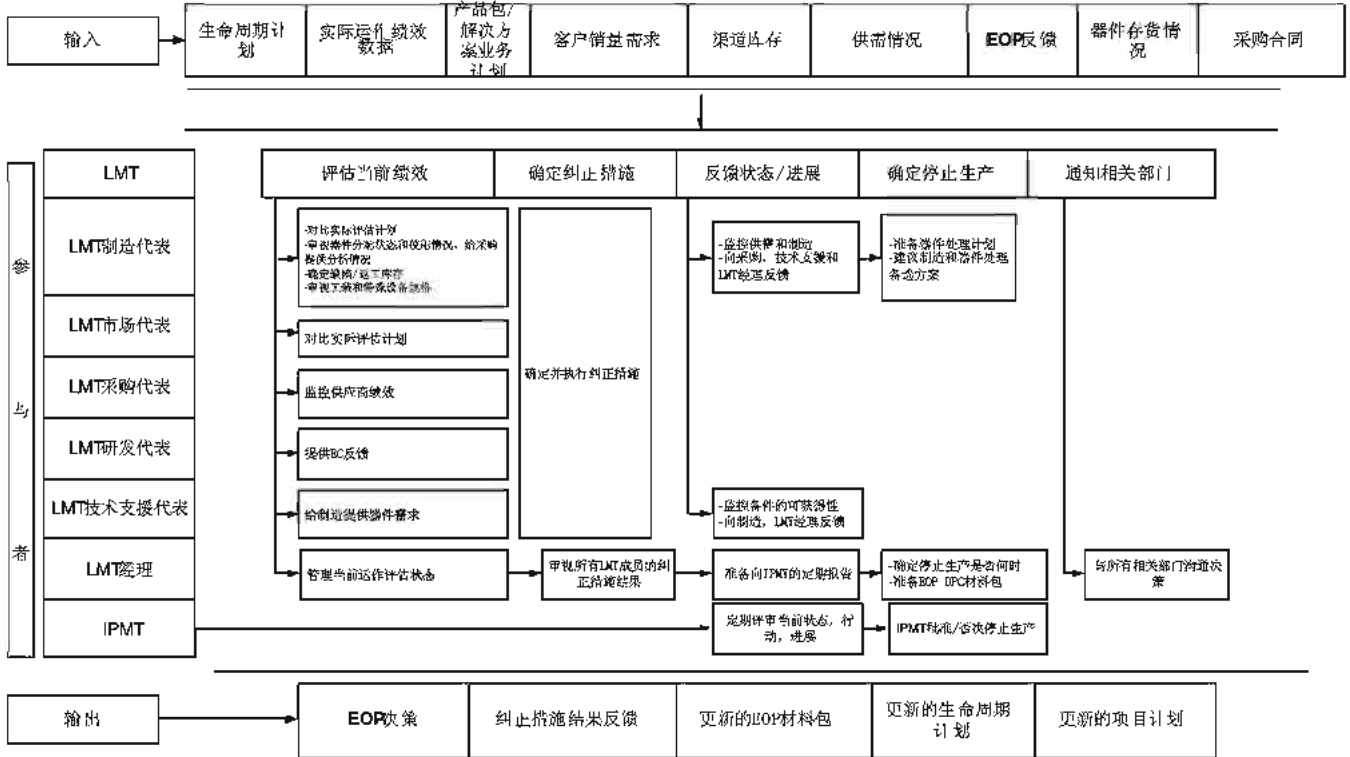 输入
生命周期计
划
实际运作绩效
数据
产品包/
解决方
案业务
计划
客户销量需求
渠道库存
供需情况
EOP反馈
器件存货情
况
采购合同
参
与
者
LMT
评估当前绩效
确定纠正措施
反馈状态/进展
确定停止生产
通知相关部门
LMT制造代表
-对比实际评估计划
提供分析情况
-监控供需和制造
-向采购、技术支援和
LMT经理反馈
-准备器件处理计划
-建议制造和器件处理
备选方案
LMT市场代表
对比实际评估计划
LMT采购代表
监控供应商绩效
确定并执行纠正措施
LMT研发代表
提供EC反馈
LMT技术支援代表
给制造提供器件需求
-监控备件的可获得性
-向制造，LMT经理反馈
LMT经理
管理当前运作评估状态
审视所有LMT成员的纠
正措施结果
准备向IPMT的定期报告
-确定停止生产是否何时
-准备EOP DPC材料包
与所有相关部门沟通决
策
IPMT
定期评审当前状态，行
动，进展
IPMT批准/否决停止生产
输出
EOP决策
纠正措施结果反馈
更新的EOP材料包
更新的生命周期
计划
更新的项目计划